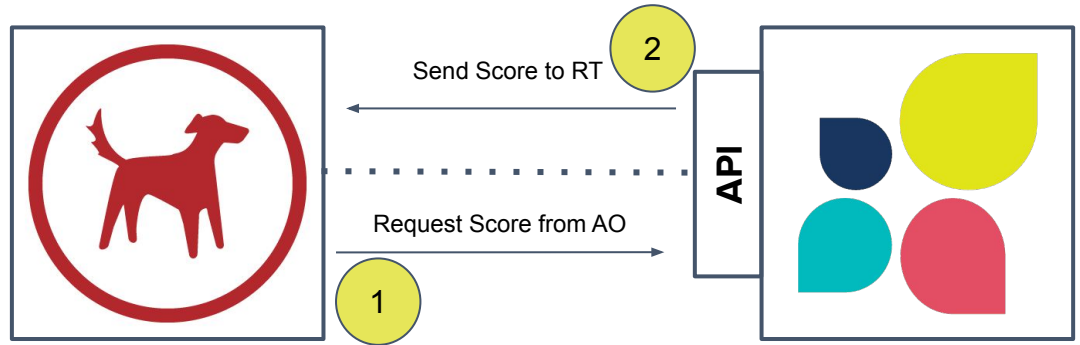 2
Send Score to RT
API
Request Score from AO
1